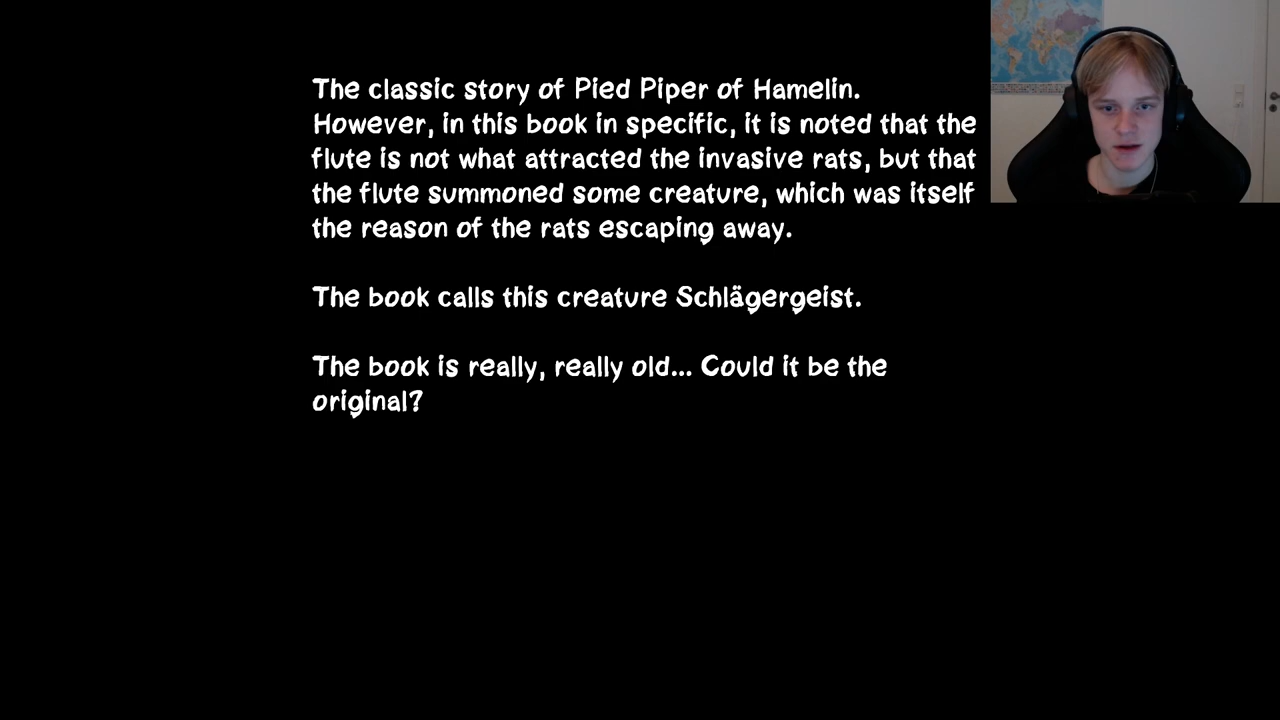 The classic story of Pied Piper of Hamelin.
However, in this book in specific, it is noted that the
flute is not what attracted the invasive rats, but that
the flute summoned some creature, which was itself
the reason of the rats escaping away.
The book calls this creature Schlägergeist.
The book is really, really old... Could it be the
original?